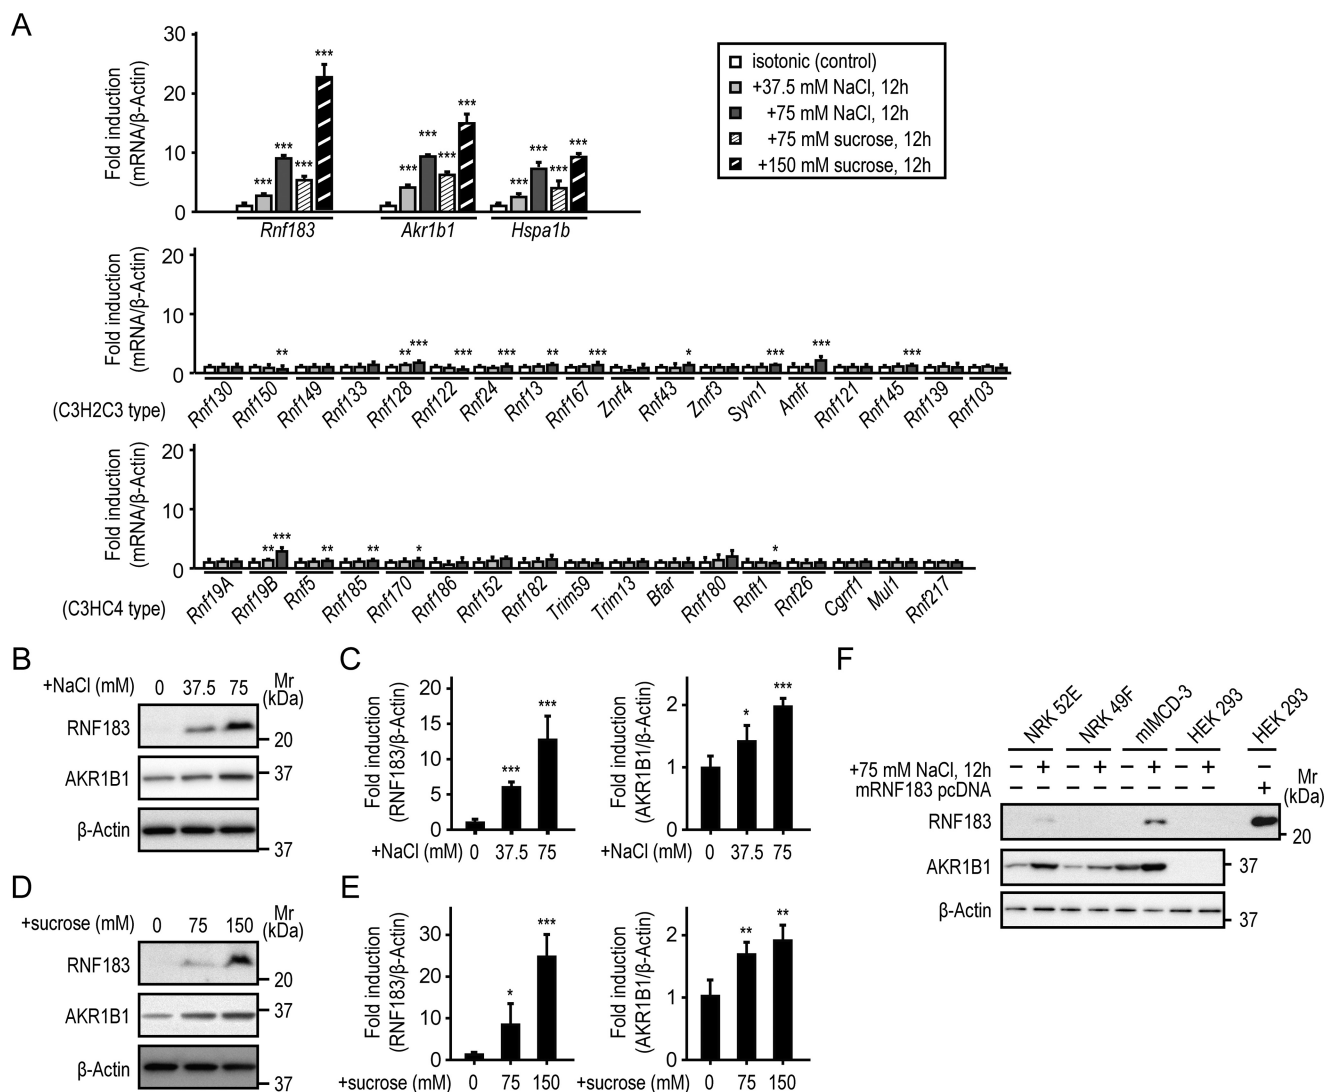 A
Fold induction
(mRNA/β-Actin)
30
20
10
0
***
***
***
***
***
***
***
***
***
***
***
***
Rnf183
Akr1b1
Hspa1b
isotonic (control)
+37.5 mM NaCl, 12h
+75 mM NaCl, 12h
+75 mM sucrose, 12h
+150 mM sucrose, 12h
Fold induction
(mRNA/β-Actin)
20
10
0
** ** *** *** *** ** *** * *** *** ***
Rnf130 Rnf150 Rnf149 Rnf133 Rnf128 Rnf122 Rnf24 Rnf13 Rnf167 Znrf4 Rnf43 Znrf3 Syvn1 Amfr Rnf121 Rnf145 Rnf139 Rnf103
(C3H2C3 type)
Fold induction
(mRNA/β-Actin)
20
10
0
** *** ** ** * *
Rnf19A Rnf19B Rnf5 Rnf185 Rnf170 Rnf186 Rnf152 Rnf182 Trim59 Trim13 Bfar Rnf180 Rnft1 Rnf26 Cgrrf1 Mul1 Rnf217
(C3HC4 type)
B
+NaCl (mM) 0 37.5 75 Mr
(kDa)
RNF183
20
AKR1B1
37
β-Actin
37
C
Fold induction
(RNF183/β-Actin)
20
15
10
5
0
***
***
+NaCl (mM) 0 37.5 75
Fold induction
(AKR1B1/β-Actin)
2
1
0
*
***
+NaCl (mM) 0 37.5 75
D
+sucrose (mM) 0 75 150 Mr
(kDa)
RNF183
20
AKR1B1
37
β-Actin
37
E
Fold induction
(RNF183/β-Actin)
30
20
10
0
*
***
+sucrose (mM) 0 75 150
Fold induction
(AKR1B1/β-Actin)
2
1
0
**
**
+sucrose (mM) 0 75 150
F
NRK 52E NRK 49F mIMCD-3 HEK 293 HEK 293
+75 mM NaCl, 12h − + − + − + − + −
mRNF183 pcDNA − − − − − − − − +
Mr
(kDa)
RNF183
20
AKR1B1
37
β-Actin
37